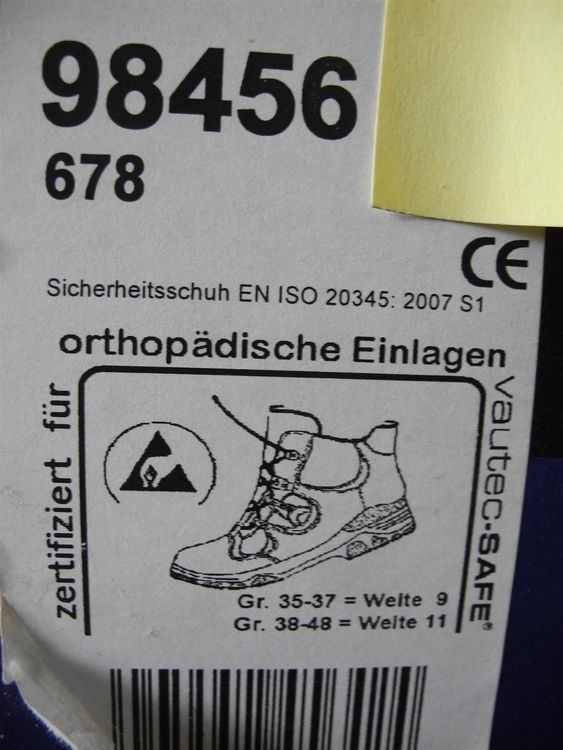 98456
678
CE
Sicherheitsschuh EN ISO 20345: 2007 S1
orthopädische Einlagen
zertifiziert für
vautec-SAFE®
Gr. 35-37 = Weite 9
Gr. 38-48 = Weite 11